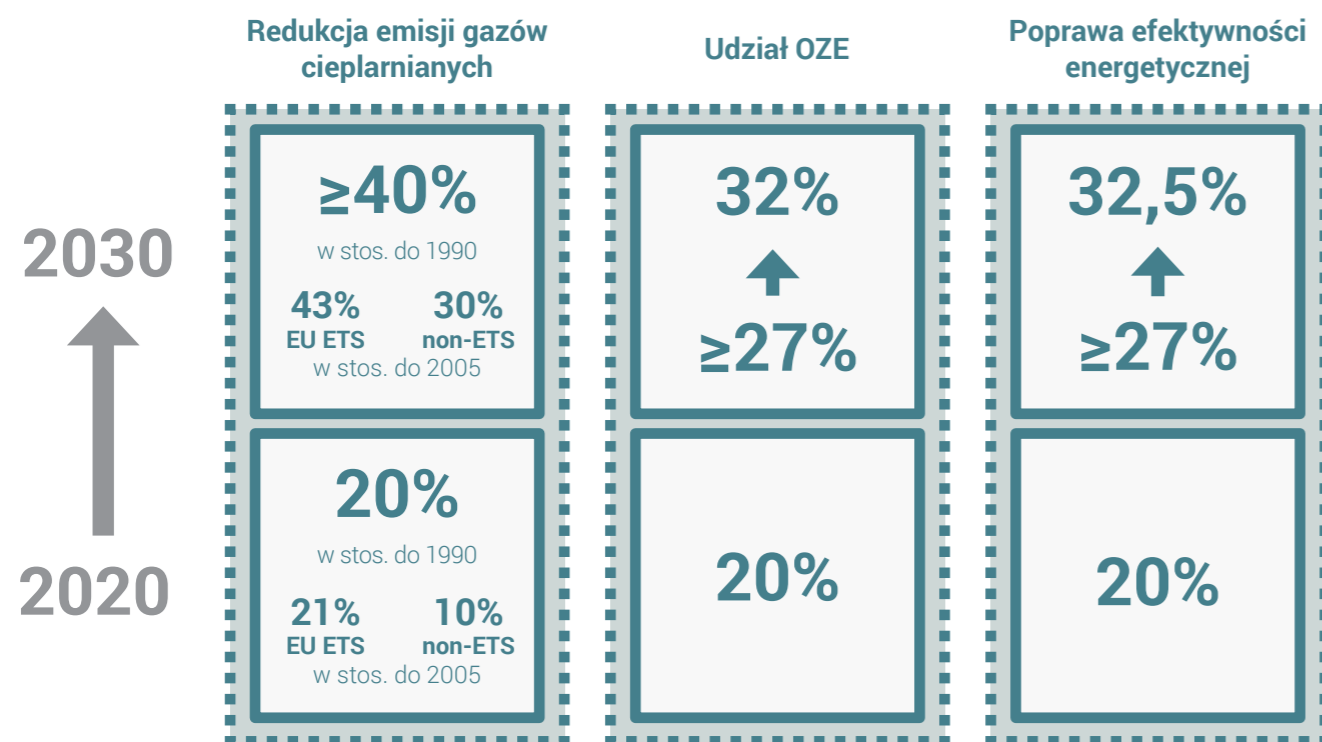 Redukcja emisji gazów
cieplarnianych
Udział OZE
Poprawa efektywności
energetycznej
2030
≥40%
w stos. do 1990
43% 30%
EU ETS non-ETS
w stos. do 2005
32%
≥27%
32,5%
≥27%
2020
20%
w stos. do 1990
21% 10%
EU ETS non-ETS
w stos. do 2005
20%
20%